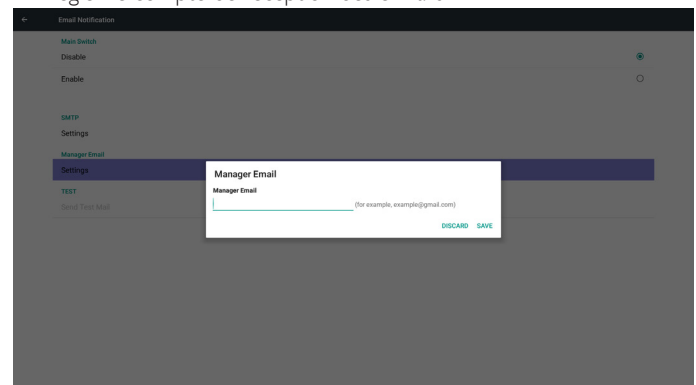 Email Notification
Main Switch
Disable
Enable
SMTP
Settings
Manager Email
Settings
TEST
Send Test Mail
Manager Email
Manager Email
(for example, example@gmail.com)
DISCARD SAVE